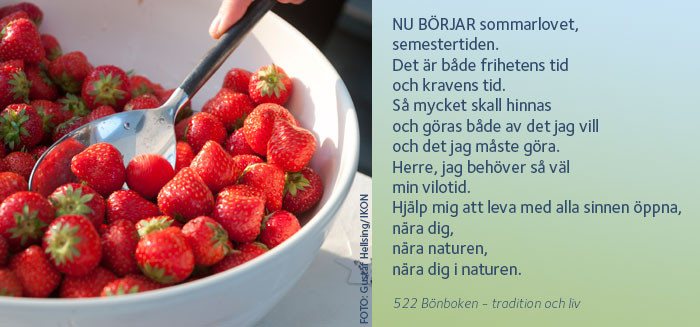 NU BÖRJAR sommarlovet,
semestertiden.
Det är både frihetens tid
och kravens tid.
Så mycket skall hinnas
och göras både av det jag vill
och det jag måste göra.
Herre, jag behöver så väl
min vilotid.
Hjälp mig att leva med alla sinnen öppna,
nära dig,
nära naturen,
nära dig i naturen.
522 Bönboken – tradition och liv
FOTO: Gustaf Hellsing/IKON